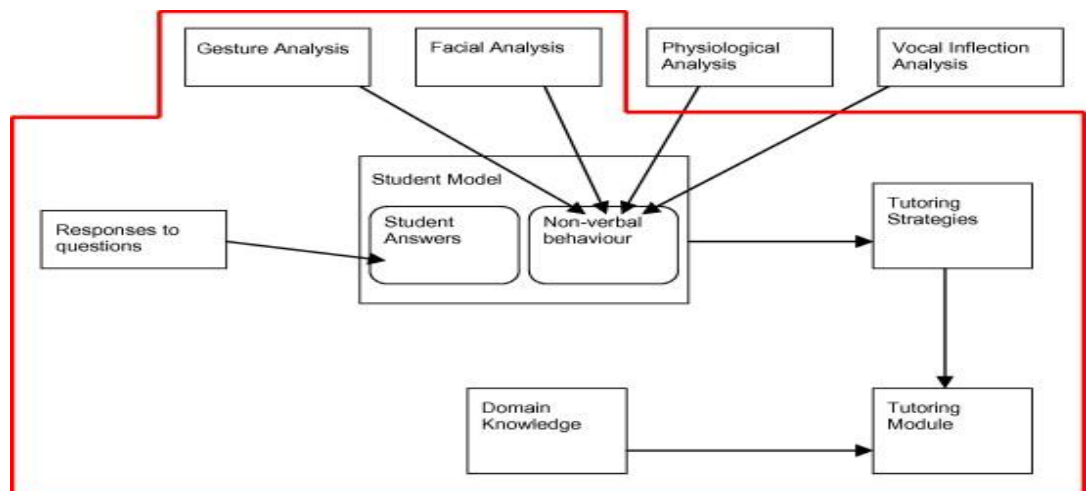 Gesture Analysis
Facial Analysis
Physiological
Analysis
Vocal Inflection
Analysis
Student Model
Student
Answers
Non-verbal
behaviour
Responses to
questions
Tutoring
Strategies
Domain
Knowledge
Tutoring
Module